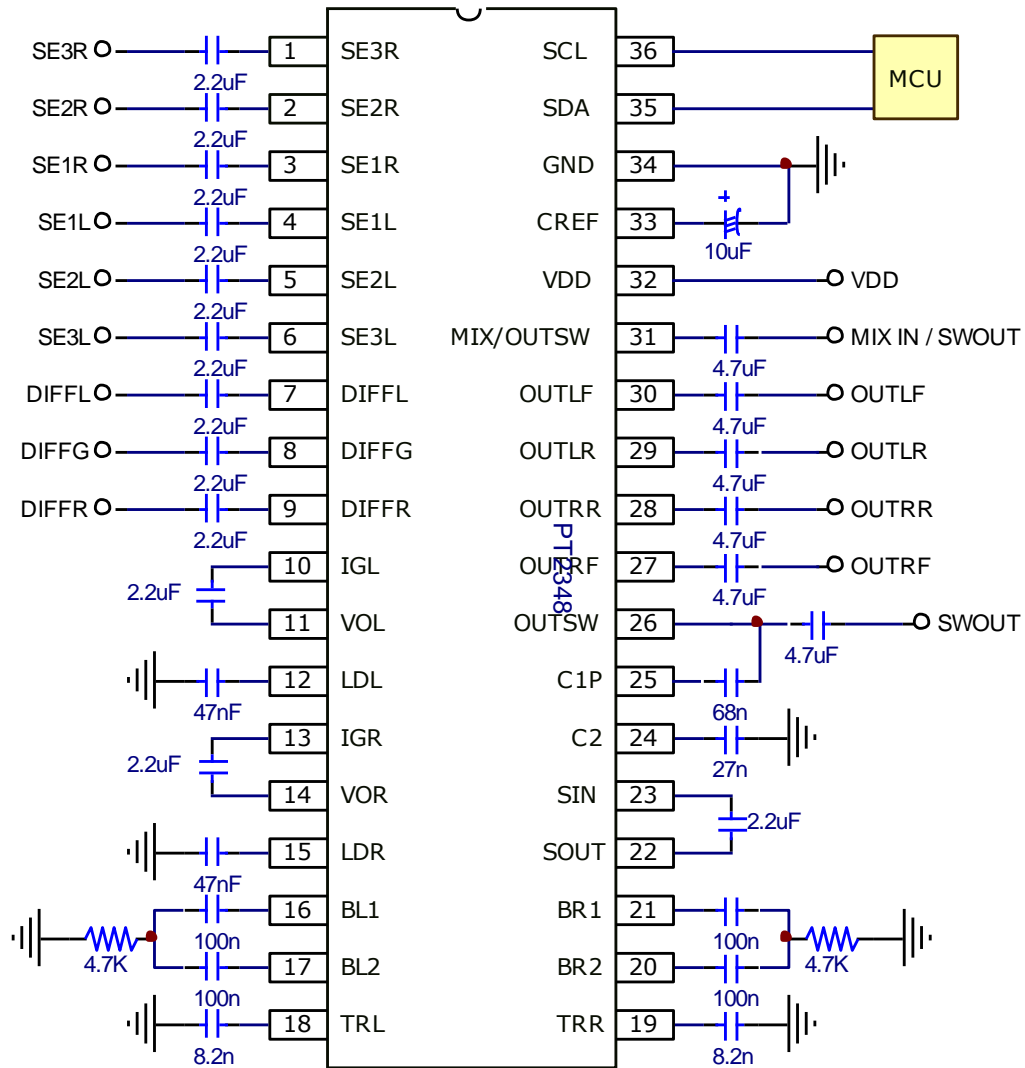 SE3R 2.2uF 1 SE3R SCL 36 MCU
SE2R 2.2uF 2 SE2R SDA 35
SE1R 2.2uF 3 SE1R GND 34
SE1L 2.2uF 4 SE1L CREF 33 + 10uF
SE2L 2.2uF 5 SE2L VDD 32 VDD
SE3L 2.2uF 6 SE3L MIX/OUTSW 31 4.7uF MIX IN / SWOUT
DIFFL 2.2uF 7 DIFFL OUTLF 30 4.7uF OUTLF
DIFFG 2.2uF 8 DIFFG OUTLR 29 4.7uF OUTLR
DIFFR 2.2uF 9 DIFFR OUTRR 28 4.7uF OUTRR
PT2348
2.2uF 10 IGL OUTRF 27 4.7uF OUTRF
11 VOL OUTSW 26 4.7uF SWOUT
47nF 12 LDL C1P 25 68n
2.2uF 13 IGR C2 24 27n
14 VOR SIN 23 2.2uF
47nF 15 LDR SOUT 22
4.7K 100n 16 BL1 BR1 21 100n 4.7K
100n 17 BL2 BR2 20 100n
8.2n 18 TRL TRR 19 8.2n